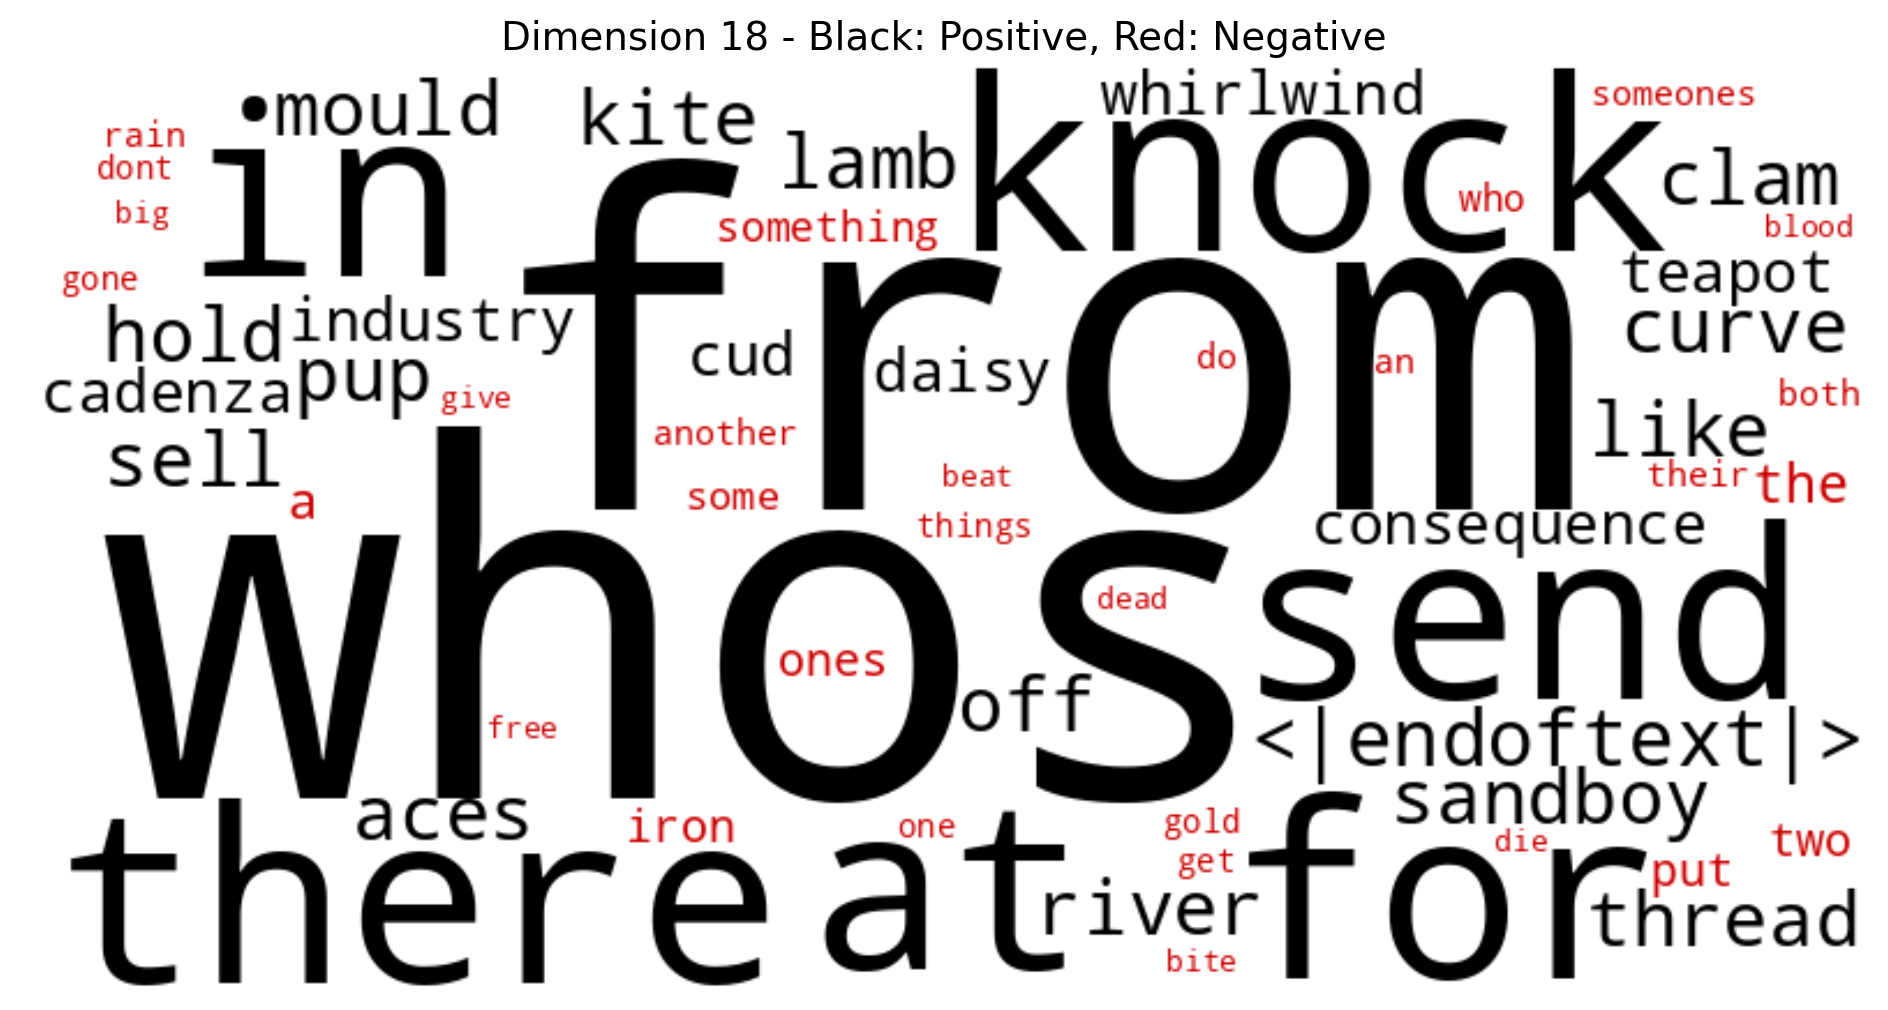 Dimension 18 - Black: Positive, Red: Negative
•mould kite whirlwind someones
rain in lamb knock who clam
dont
big something blood
gone from teapot
hold industry cud daisy do an curve
cadenza pup give both
another like
sell some beat their the
a things consequence
whos dead send
ones
free off <|endoftext|>
aces sandboy
there iron one at gold for die two
get put
river thread
bite